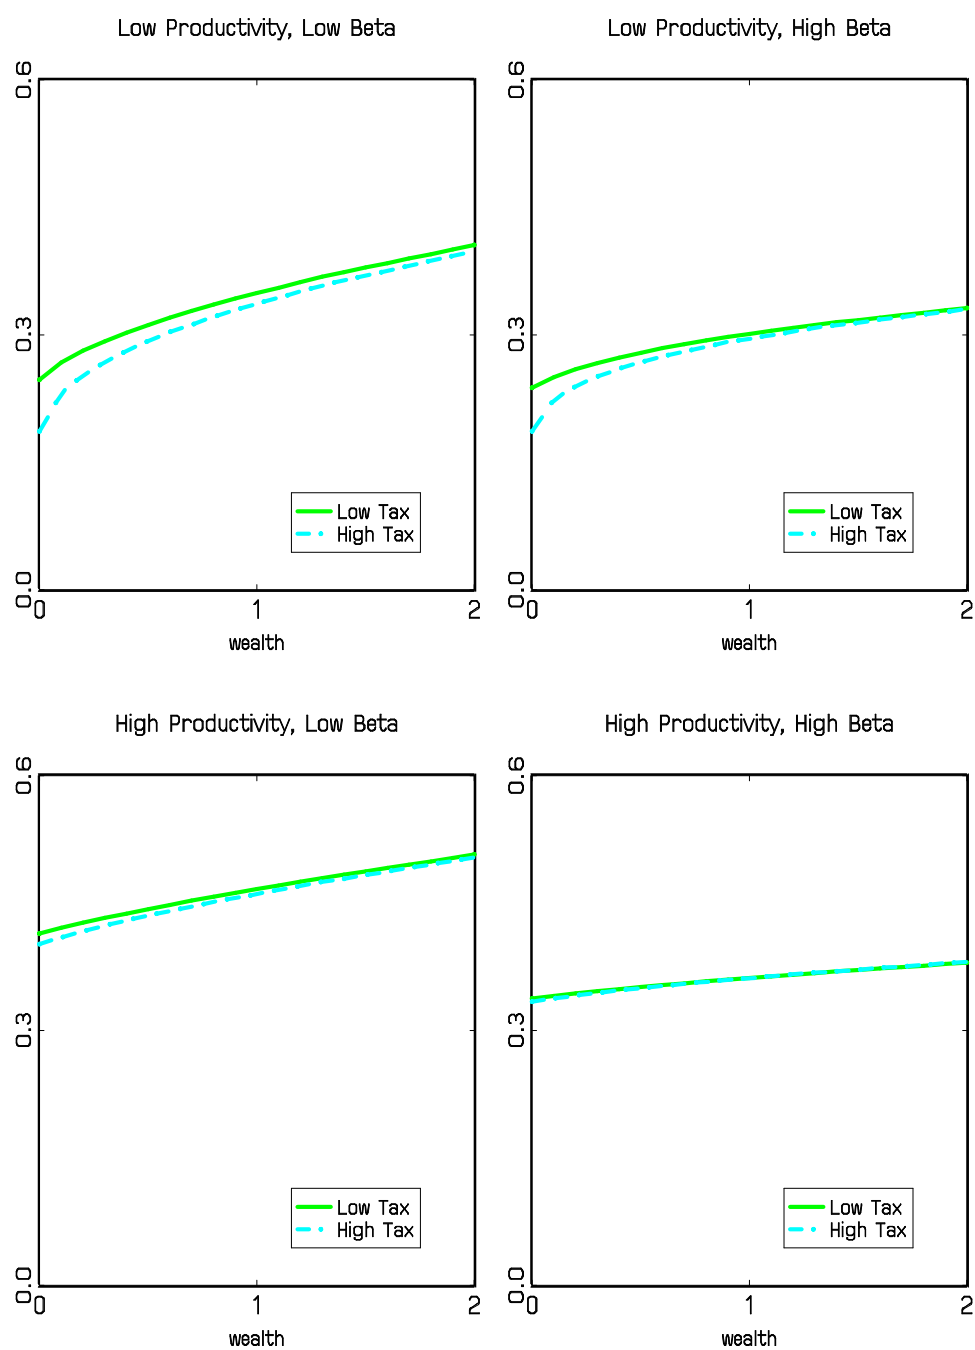 Low Productivity, Low Beta
0.6
0.3
0.0
0
1
2
wealth
Low Tax
High Tax
Low Productivity, High Beta
0.6
0.3
0.0
0
1
2
wealth
Low Tax
High Tax
High Productivity, Low Beta
0.6
0.3
0.0
0
1
2
wealth
Low Tax
High Tax
High Productivity, High Beta
0.6
0.3
0.0
0
1
2
wealth
Low Tax
High Tax